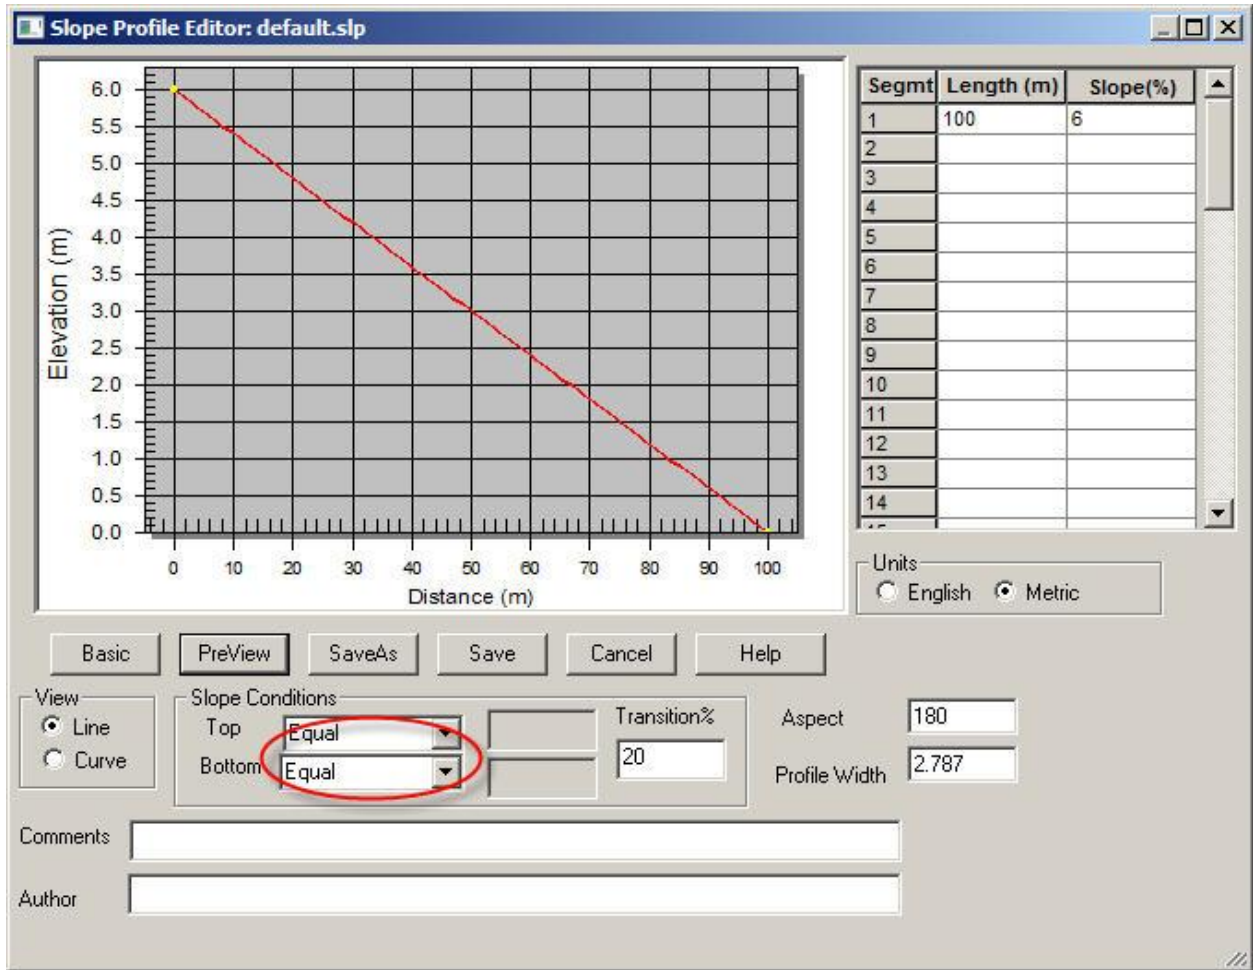 Slope Profile Editor: default.slp
Elevation (m)
6.0
5.5
5.0
4.5
4.0
3.5
3.0
2.5
2.0
1.5
1.0
0.5
0.0
0 10 20 30 40 50 60 70 80 90 100
Distance (m)
Segmt Length (m) Slope(%)
1 100 6
2
3
4
5
6
7
8
9
10
11
12
13
14
Units
English Metric
Basic PreView SaveAs Save Cancel Help
View
Line
Curve
Slope Conditions
Top Equal
Bottom Equal
Transition%
20
Aspect 180
Profile Width 2.787
Comments
Author